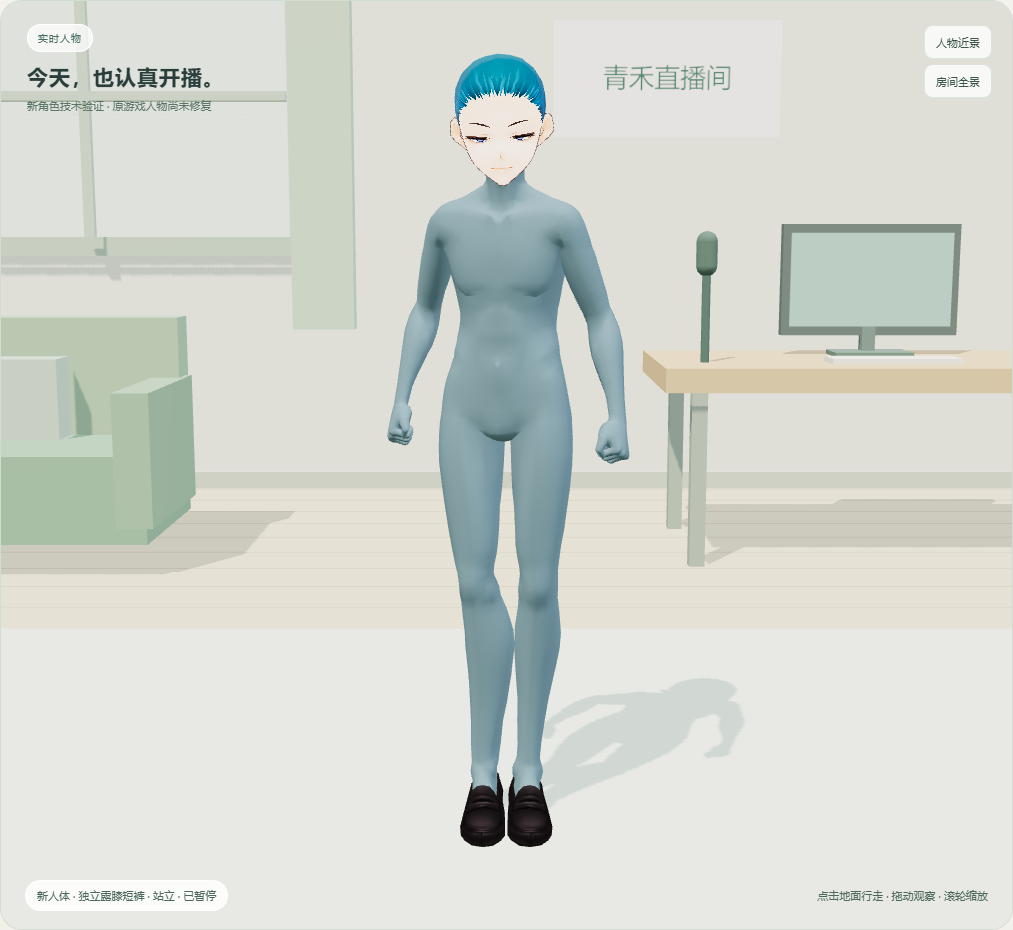 实时人物
今天，也认真开播。
新角色技术验证 · 原游戏人物尚未修复
青禾直播间
人物近景
房间全景
新人体 · 独立露膝短裤 · 站立 · 已暂停
点击地面行走 · 拖动观察 · 滚轮缩放